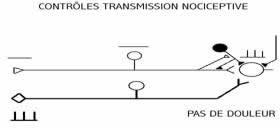 CONTRÔLES TRANSMISSION NOCICEPTIVE
PAS DE DOULEUR